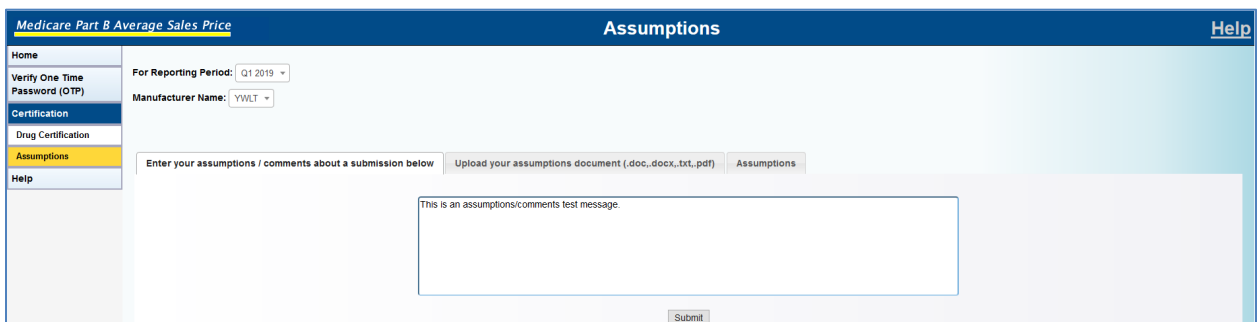 Medicare Part B Average Sales Price
Assumptions
Help
Home
Verify One Time
Password (OTP)
Certification
Drug Certification
Assumptions
Help
For Reporting Period: Q1 2019
Manufacturer Name: YWLT
Enter your assumptions / comments about a submission below
Upload your assumptions document (.doc,.docx,.txt,.pdf)
Assumptions
This is an assumptions/comments test message.
Submit